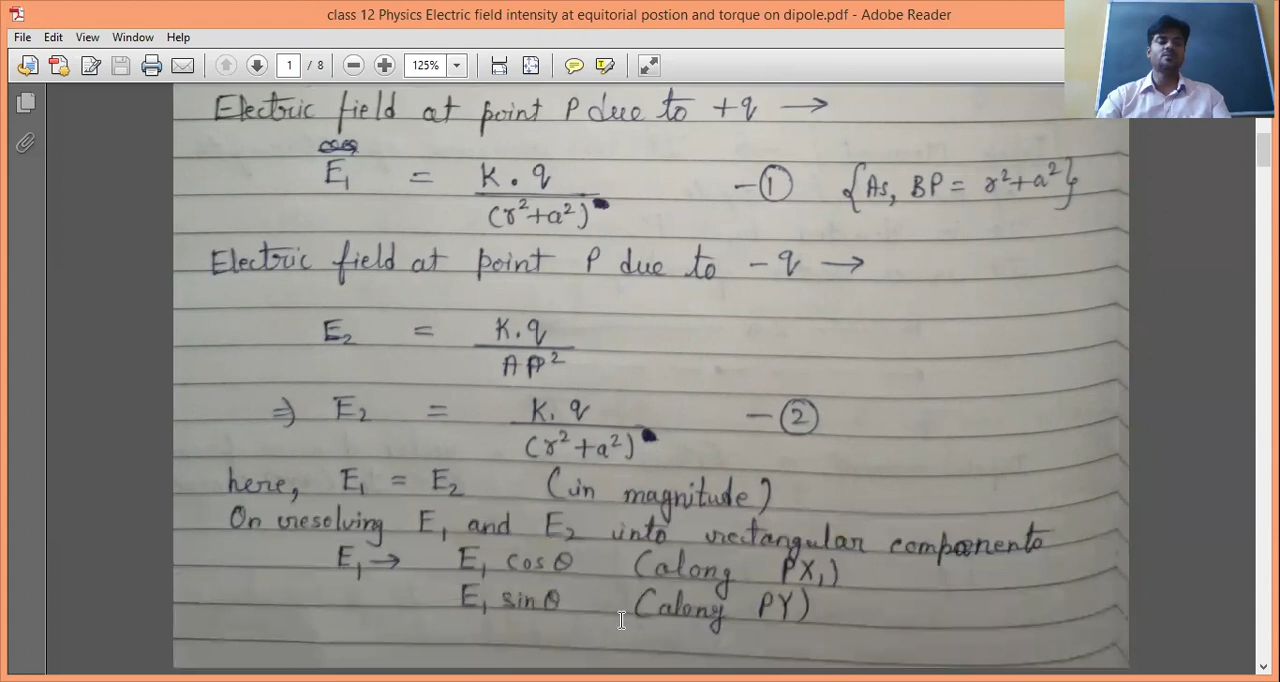 class 12 Physics Electric field intensity at equitorial postion and torque on dipole.pdf - Adobe Reader
File Edit View Window Help
1 / 8 125%
Electric field at point P due to +q →
E₁ = K . q / (r²+a²) - ① {As, BP = r²+a²}
Electric field at point P due to - q →
E₂ = K . q / AP²
⇒ E₂ = K . q / (r²+a²) - ②
here, E₁ = E₂ (in magnitude)
On resolving E₁ and E₂ into rectangular components
E₁ → E₁ cosθ (along PX₁)
E₁ sinθ (along PY)